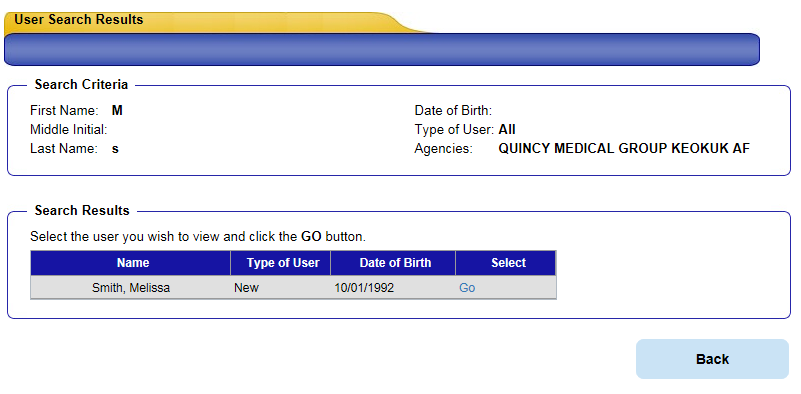 User Search Results
Search Criteria
First Name: M
Date of Birth:
Middle Initial:
Type of User: All
Last Name: s
Agencies: QUINCY MEDICAL GROUP KEOKUK AF
Search Results
Select the user you wish to view and click the GO button.
Name Type of User Date of Birth Select
Smith, Melissa New 10/01/1992 Go
Back